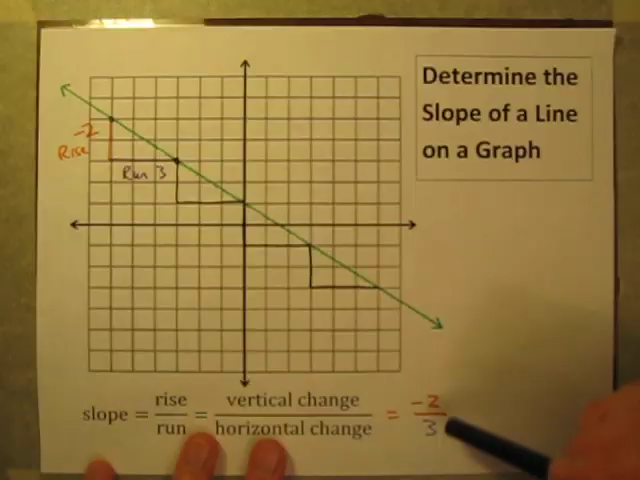 Determine the
Slope of a Line
on a Graph
-2
Rise
Run 3
slope = rise/run = vertical change/horizontal change = -2/3